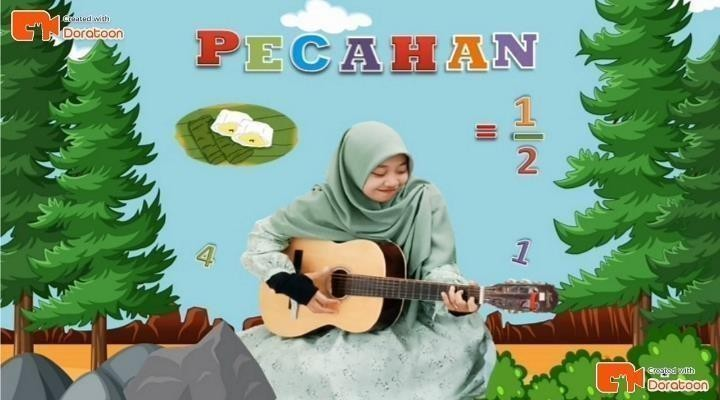 Created with
Doratoon
PECAHAN
= 1
2
4
1
Created with
Doratoon